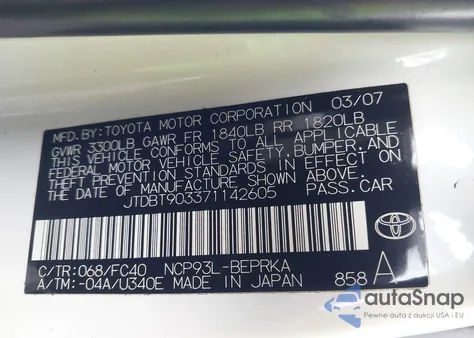 MFD. BY: TOYOTA MOTOR CORPORATION 03/07
GVWR 3300LB GAWR FR 1840LB RR 1820LB
THIS VEHICLE CONFORMS TO ALL APPLICABLE
FEDERAL MOTOR VEHICLE SAFETY, BUMPER, AND
THEFT PREVENTION STANDARDS IN EFFECT ON
THE DATE OF MANUFACTURE SHOWN ABOVE.
JTDBT903371142605 PASS. CAR
C/TR: 068/FC40 NCP93L-BEPRKA
A/TM: -04A/U340E MADE IN JAPAN 858 A
autoSnap
Pewne auta z aukcji USA i EU